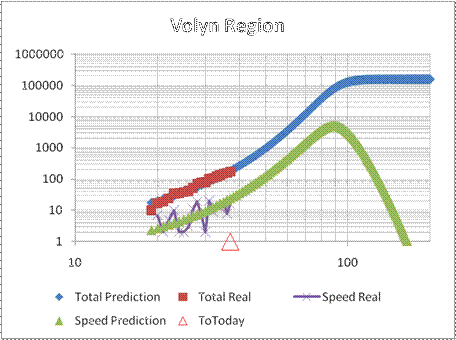 Volyn Region
1000000
100000
10000
1000
100
10
1
10 100
Total Prediction Total Real Speed Real
Speed Prediction ToToday